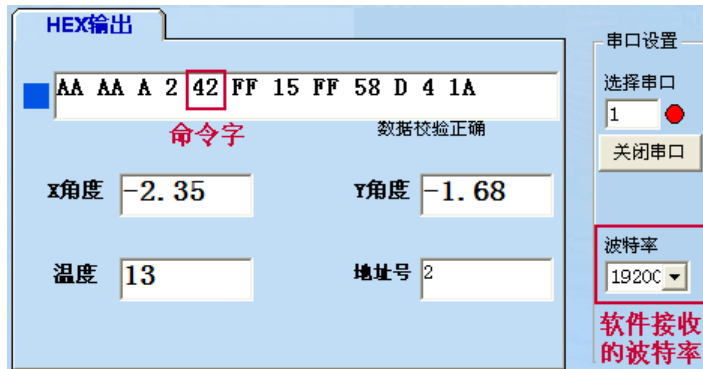 HEX输出
AA AA A 2 42 FF 15 FF 58 D 4 1A
命令字
数据校验正确
X角度 -2.35
Y角度 -1.68
温度 13
地址号 2
串口设置
选择串口
1
关闭串口
波特率
1920C
软件接收
的波特率